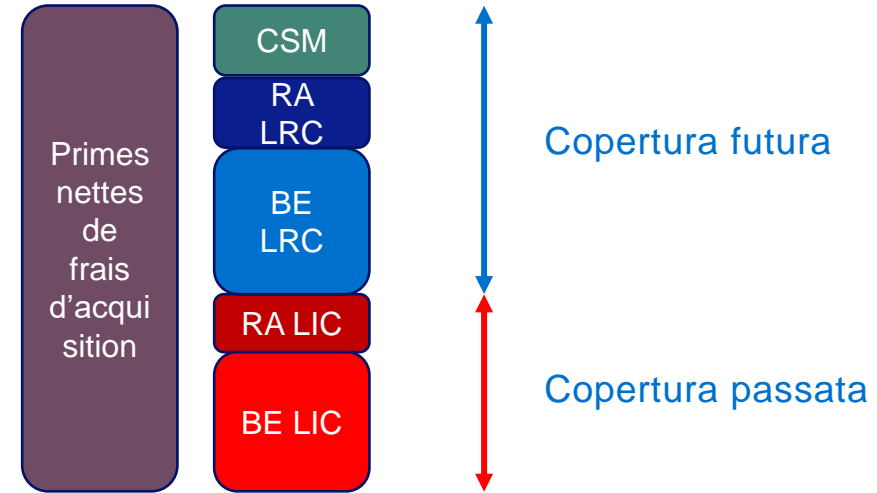 Primes
nettes
de
frais
d'acqui
sition
CSM
RA
LRC
BE
LRC
RA LIC
BE LIC
Copertura futura
Copertura passata